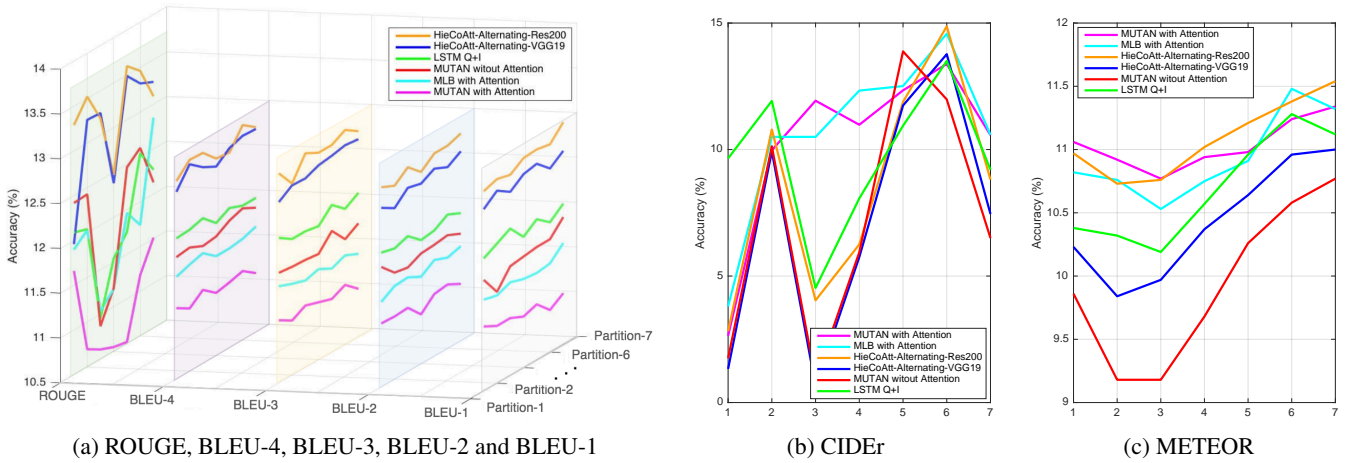 HieCoAtt-Alternating-Res200
HieCoAtt-Alternating-VGG19
LSTM Q+I
MUTAN witout Attention
MLB with Attention
MUTAN with Attention
Accuracy (%)
14
13.5
13
12.5
12
11.5
11
10.5
ROUGE
BLEU-4
BLEU-3
BLEU-2
BLEU-1
Partition-1
Partition-2
Partition-6
Partition-7
(a) ROUGE, BLEU-4, BLEU-3, BLEU-2 and BLEU-1
Accuracy (%)
15
10
5
0
MUTAN with Attention
MLB with Attention
HieCoAtt-Alternating-Res200
HieCoAtt-Alternating-VGG19
MUTAN witout Attention
LSTM Q+I
1 2 3 4 5 6 7
(b) CIDEr
Accuracy (%)
12
11.5
11
10.5
10
9.5
9
MUTAN with Attention
MLB with Attention
HieCoAtt-Alternating-Res200
HieCoAtt-Alternating-VGG19
MUTAN witout Attention
LSTM Q+I
1 2 3 4 5 6 7
(c) METEOR